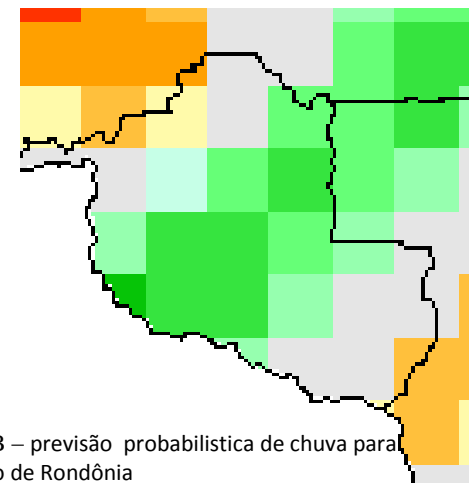 3 – previsão  probabilistica de chuva para
o de Rondônia